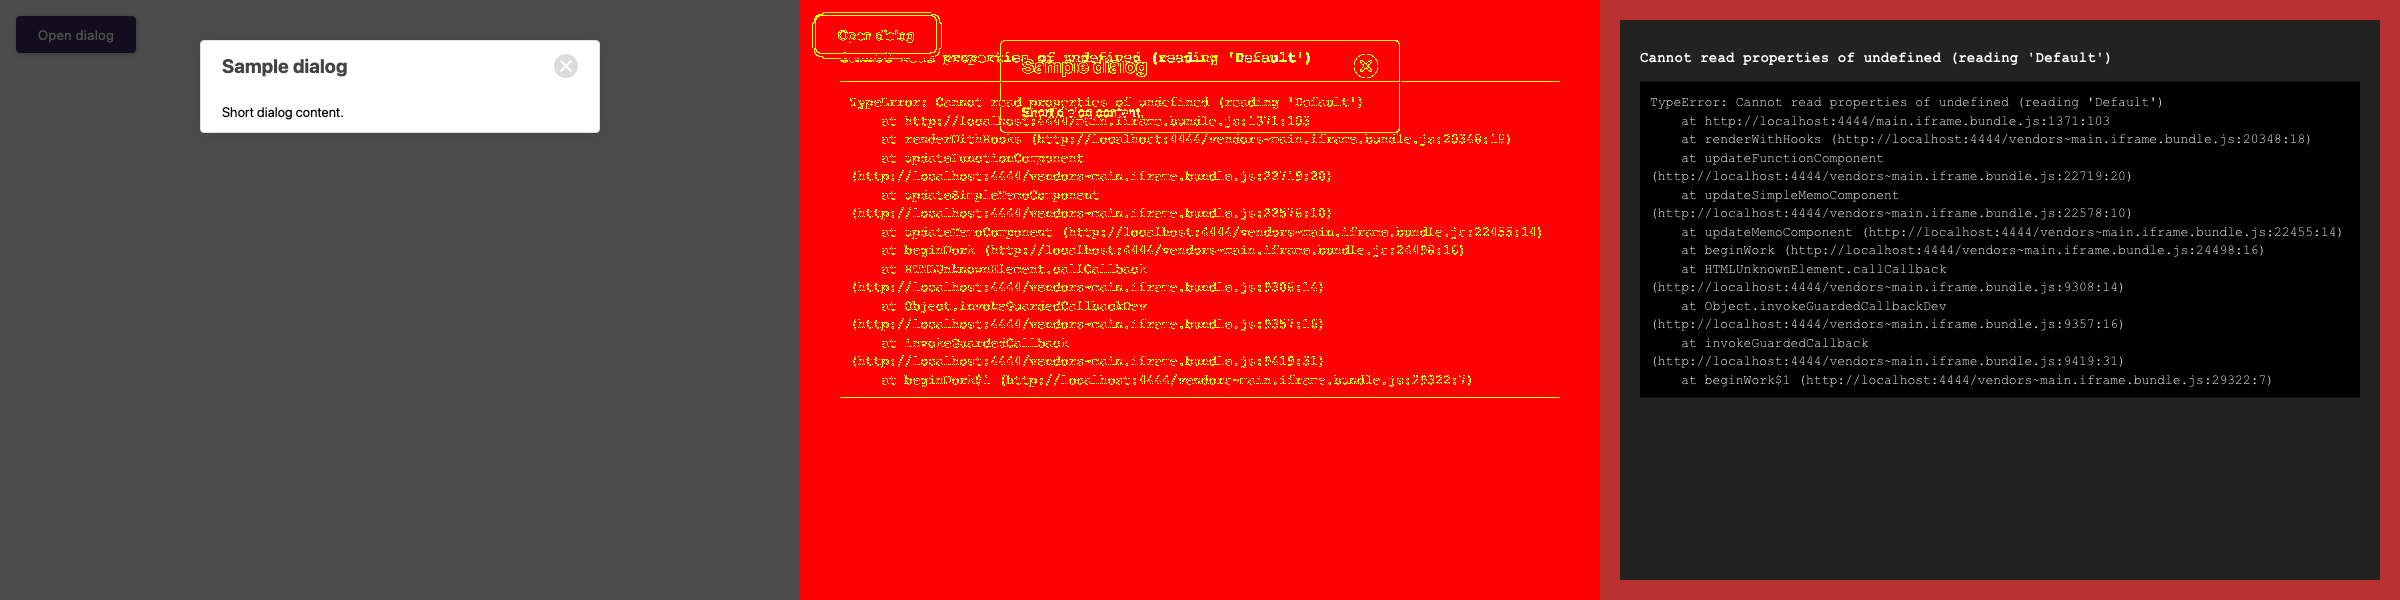 Open dialog
Sample dialog
Short dialog content.
Open dialog
Cannot read properties of undefined (reading 'Default')
Sample dialog
TypeError: Cannot read properties of undefined (reading 'Default')
Short dialog content.
at http://localhost:4444/main.iframe.bundle.js:1371:103
at renderWithHooks (http://localhost:4444/vendors~main.iframe.bundle.js:20348:18)
at updateFunctionComponent
(http://localhost:4444/vendors~main.iframe.bundle.js:22719:20)
at updateSimpleMemoComponent
(http://localhost:4444/vendors~main.iframe.bundle.js:22578:10)
at updateMemoComponent (http://localhost:4444/vendors~main.iframe.bundle.js:22455:14)
at beginWork (http://localhost:4444/vendors~main.iframe.bundle.js:24498:16)
at HTMLUnknownElement.callCallback
(http://localhost:4444/vendors~main.iframe.bundle.js:9308:14)
at Object.invokeGuardedCallbackDev
(http://localhost:4444/vendors~main.iframe.bundle.js:9357:16)
at invokeGuardedCallback
(http://localhost:4444/vendors~main.iframe.bundle.js:9419:31)
at beginWork$1 (http://localhost:4444/vendors~main.iframe.bundle.js:29322:7)
Cannot read properties of undefined (reading 'Default')
TypeError: Cannot read properties of undefined (reading 'Default')
at http://localhost:4444/main.iframe.bundle.js:1371:103
at renderWithHooks (http://localhost:4444/vendors~main.iframe.bundle.js:20348:18)
at updateFunctionComponent
(http://localhost:4444/vendors~main.iframe.bundle.js:22719:20)
at updateSimpleMemoComponent
(http://localhost:4444/vendors~main.iframe.bundle.js:22578:10)
at updateMemoComponent (http://localhost:4444/vendors~main.iframe.bundle.js:22455:14)
at beginWork (http://localhost:4444/vendors~main.iframe.bundle.js:24498:16)
at HTMLUnknownElement.callCallback
(http://localhost:4444/vendors~main.iframe.bundle.js:9308:14)
at Object.invokeGuardedCallbackDev
(http://localhost:4444/vendors~main.iframe.bundle.js:9357:16)
at invokeGuardedCallback
(http://localhost:4444/vendors~main.iframe.bundle.js:9419:31)
at beginWork$1 (http://localhost:4444/vendors~main.iframe.bundle.js:29322:7)